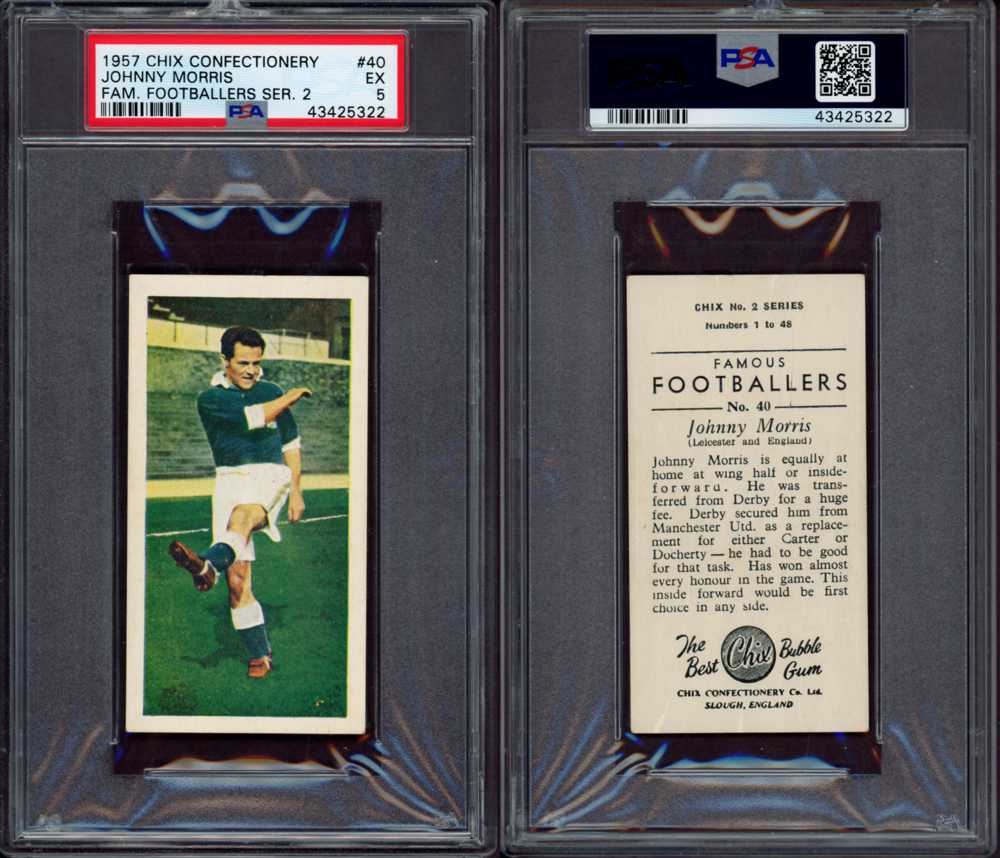 1957 CHIX CONFECTIONERY #40
JOHNNY MORRIS EX
FAM. FOOTBALLERS SER. 2 5
PSA 43425322
PSA
PSA
43425322
CHIX No. 2 SERIES
Numbers 1 to 48
FAMOUS
FOOTBALLERS
No. 40
Johnny Morris
(Leicester and England)
Johnny Morris is equally at
home at wing half or inside-
forward. He was trans-
ferred from Derby for a huge
fee. Derby secured him from
Manchester Utd. as a replace-
ment for either Carter or
Docherty — he had to be good
for that task. Has won almost
every honour in the game. This
inside forward would be first
choice in any side.
The Best Chix Bubble Gum
CHIX CONFECTIONERY Co. Ltd.
SLOUGH, ENGLAND